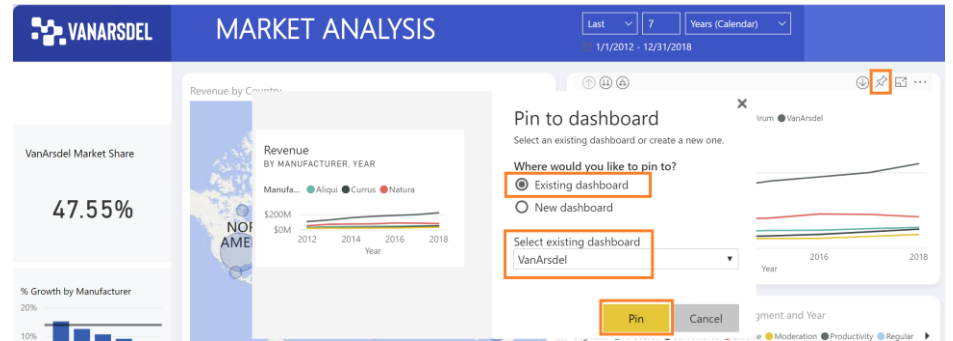 VANARSDEL
MARKET ANALYSIS
Last 7 Years (Calendar)
1/1/2012 - 12/31/2018
VanArsdel Market Share
47.55%
% Growth by Manufacturer
20%
10%
Revenue by Country
NOR
AME
Revenue
BY MANUFACTURER, YEAR
Manufa... Aliqui Currus Natura
$200M
$0M
2012 2014 2016 2018
Year
Pin to dashboard
Select an existing dashboard or create a new one.
Where would you like to pin to?
Existing dashboard
New dashboard
Select existing dashboard
VanArsdel
Pin Cancel
irum VanArsdel
2016 2018
Year
gment and Year
Moderation Productivity Regular